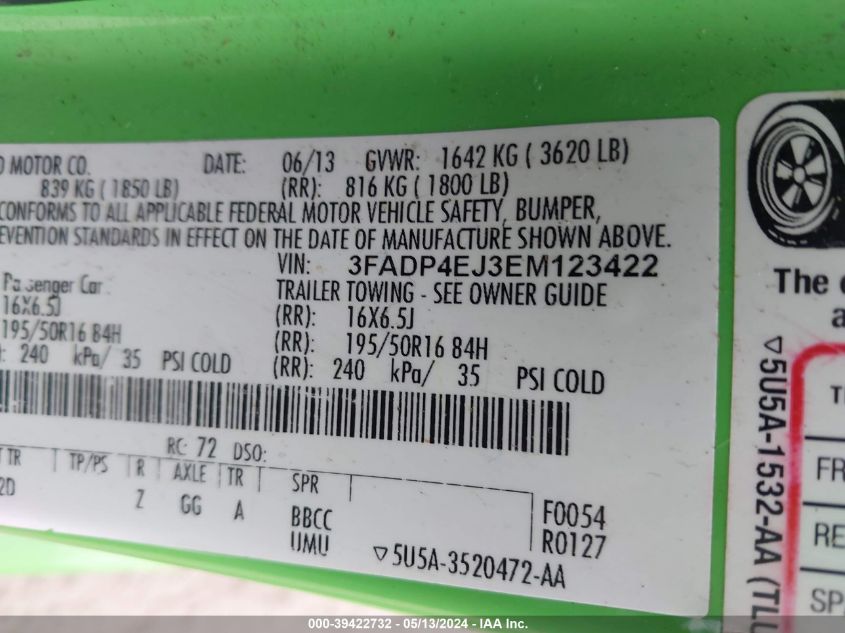 D MOTOR CO. DATE: 06/13 GVWR: 1642 KG ( 3620 LB)
839 KG ( 1850 LB) (RR): 816 KG ( 1800 LB)
CONFORMS TO ALL APPLICABLE FEDERAL MOTOR VEHICLE SAFETY, BUMPER,
EVENTION STANDARDS IN EFFECT ON THE DATE OF MANUFACTURE SHOWN ABOVE.
VIN: 3FADP4EJ3EM123422
Passenger Car TRAILER TOWING - SEE OWNER GUIDE
16X6.5J (RR): 16X6.5J
195/50R16 84H (RR): 195/50R16 84H
): 240 kPa/ 35 PSI COLD (RR): 240 kPa/ 35 PSI COLD
RC: 72 DSO:
T TR TP/PS R AXLE TR SPR
2D Z GG A BBCC F0054
UMU R0127
▽5U5A-3520472-AA
The
a
▽5U5A-1532-AA (TLU
TI
FR
RE
SP
000-39422732 - 05/13/2024 - IAA Inc.